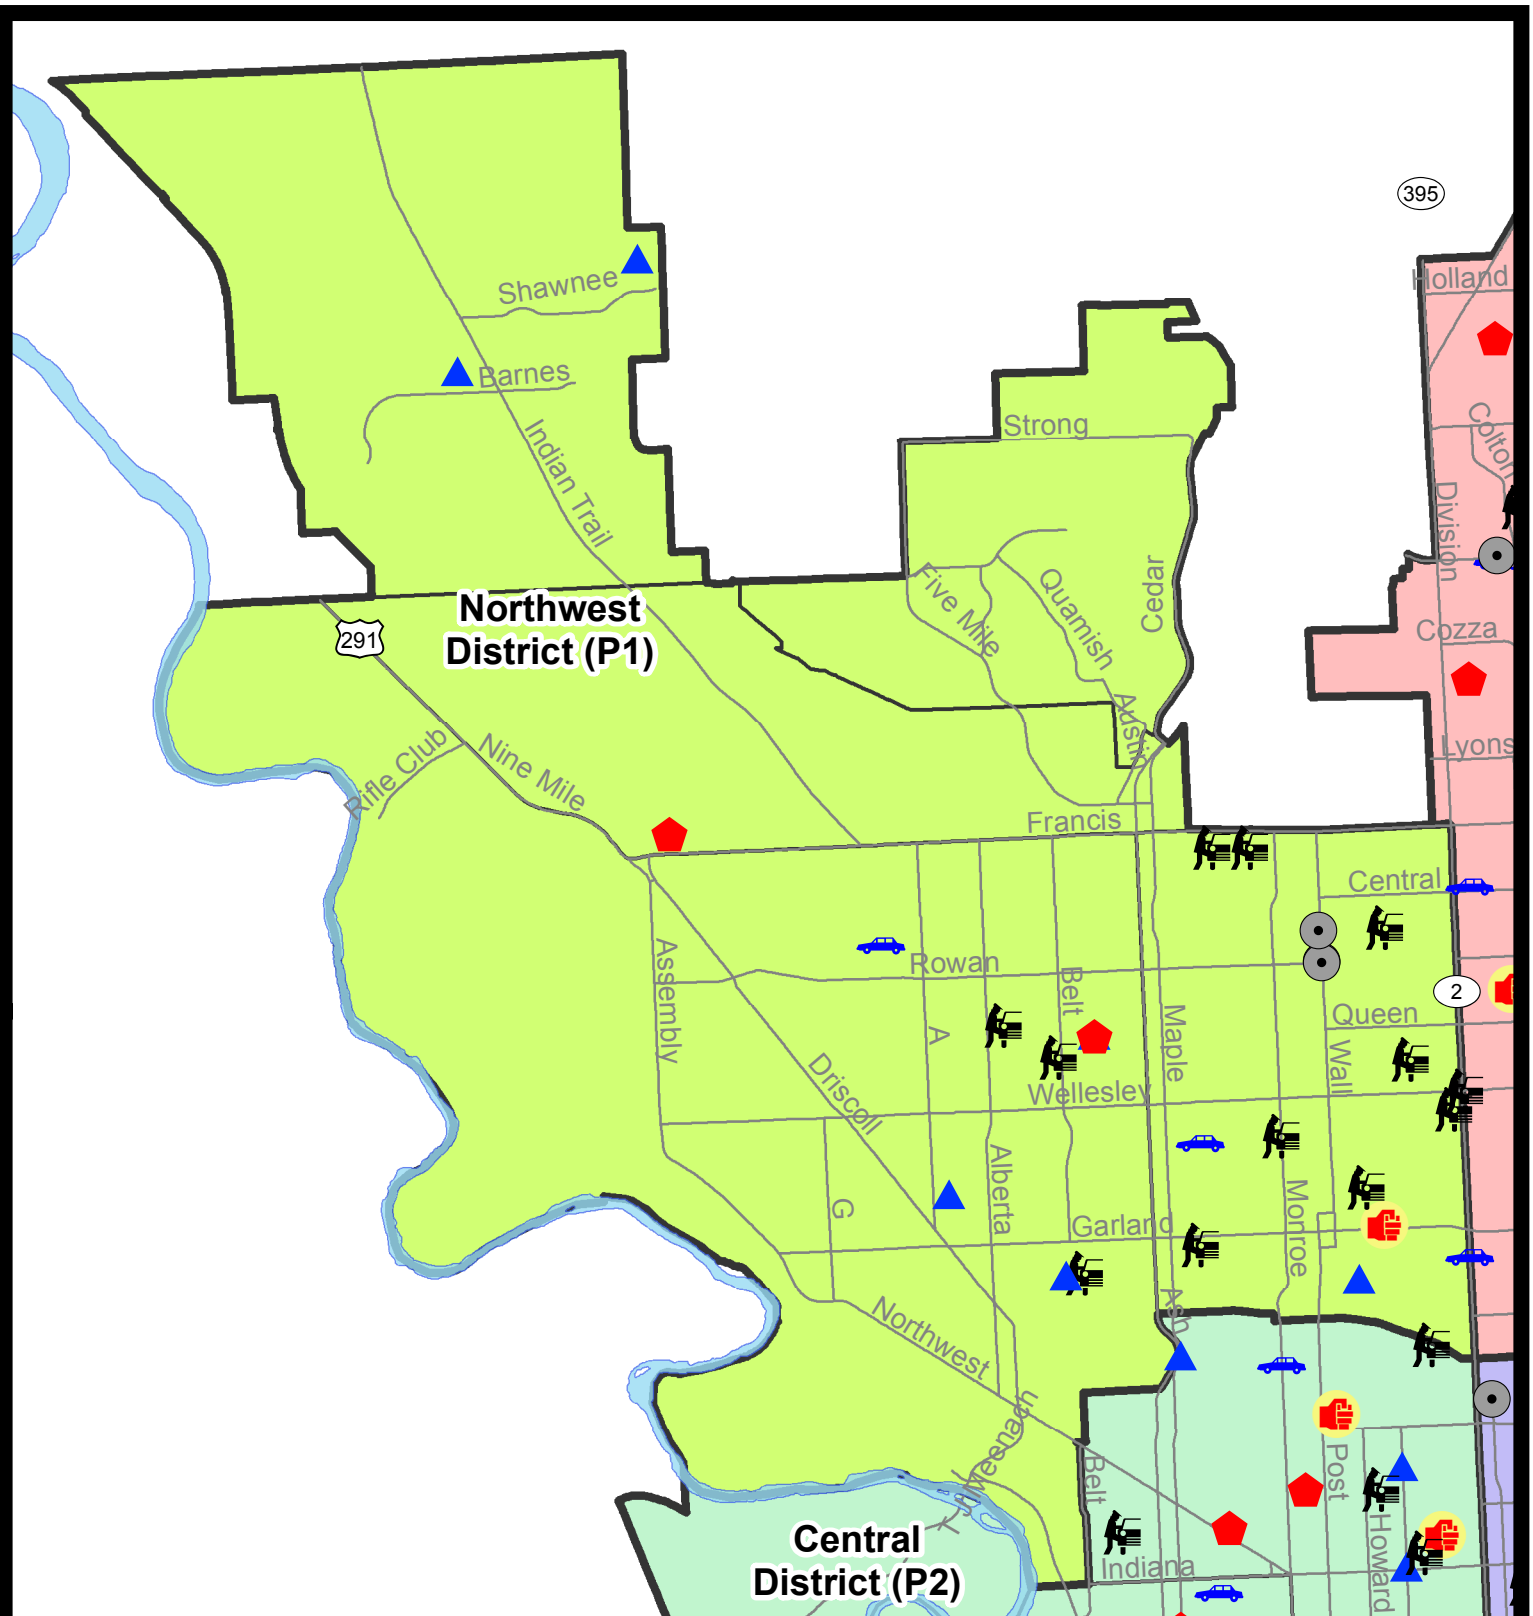 395
Holland
Shawnee
Barnes
Colton
Strong
Indian Trail
Division
Cedar
Five Mile
Quamish
Northwest
District (P1)
291
Cozza
Austin
Lyons
Rifle Club
Nine Mile
Francis
Central
Assembly
Rowan
Belt
2
Queen
A
Maple
Wall
Driscoll
Wellesley
Alberta
G
Monroe
Garland
Ash
Northwest
T J Meenach
Belt
Post
Howard
Central
District (P2)
Indiana